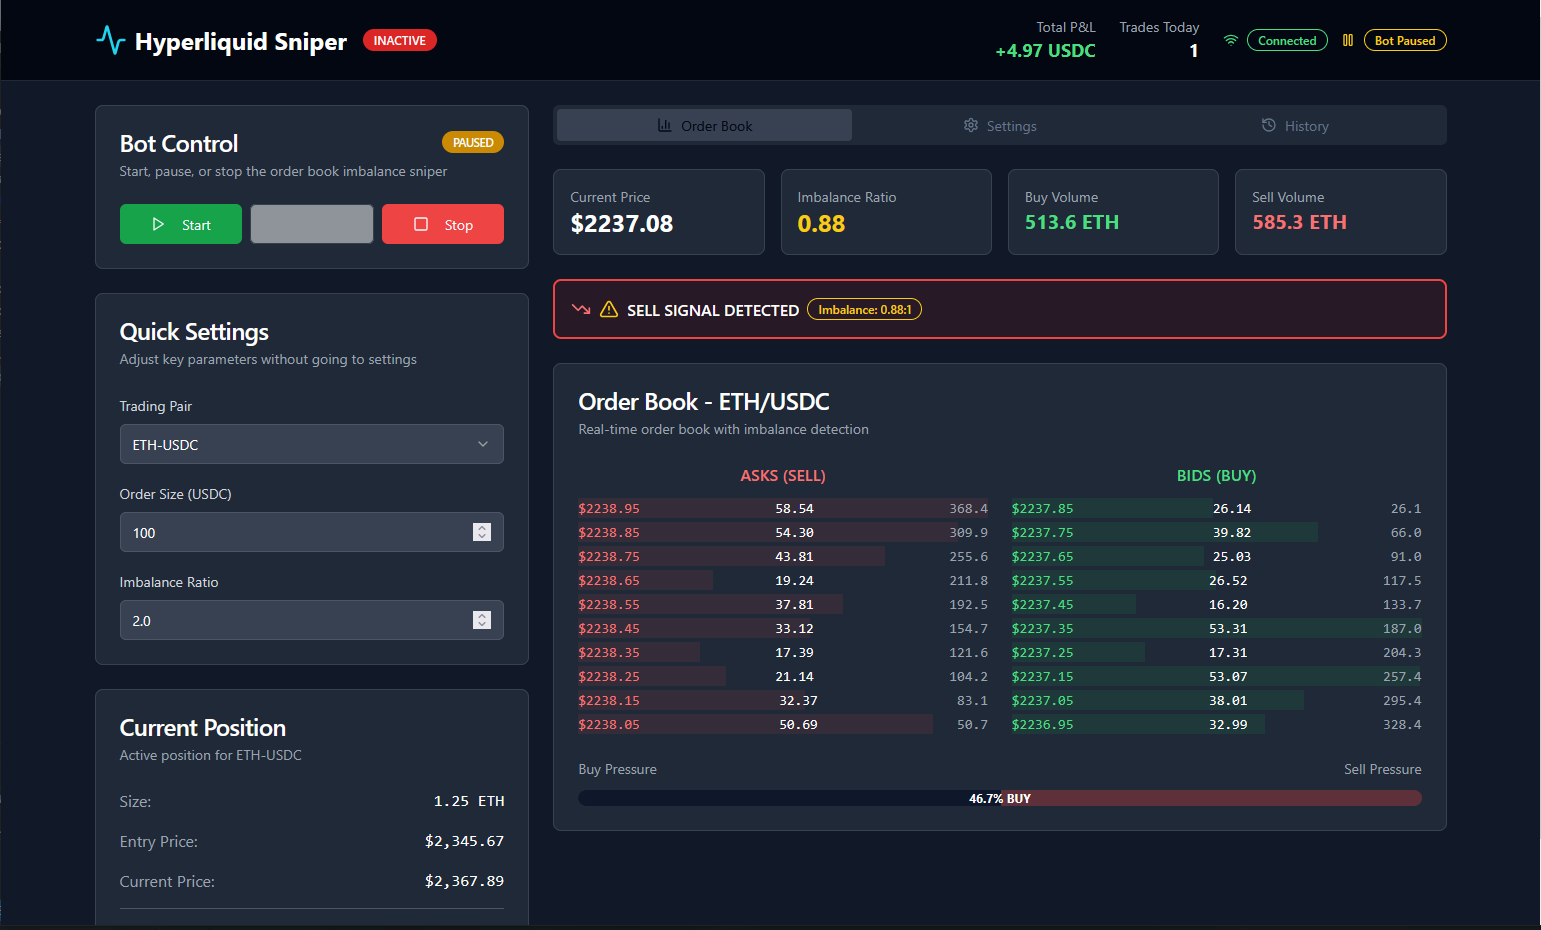 Hyperliquid Sniper INACTIVE
Total P&L
+4.97 USDC
Trades Today
1
Connected
Bot Paused
Bot Control PAUSED
Start, pause, or stop the order book imbalance sniper
Start
Stop
Quick Settings
Adjust key parameters without going to settings
Trading Pair
ETH-USDC
Order Size (USDC)
100
Imbalance Ratio
2.0
Current Position
Active position for ETH-USDC
Size: 1.25 ETH
Entry Price: $2,345.67
Current Price: $2,367.89
Order Book Settings History
Current Price
$2237.08
Imbalance Ratio
0.88
Buy Volume
513.6 ETH
Sell Volume
585.3 ETH
SELL SIGNAL DETECTED Imbalance: 0.88:1
Order Book - ETH/USDC
Real-time order book with imbalance detection
ASKS (SELL)
$2238.95 58.54 368.4
$2238.85 54.30 309.9
$2238.75 43.81 255.6
$2238.65 19.24 211.8
$2238.55 37.81 192.5
$2238.45 33.12 154.7
$2238.35 17.39 121.6
$2238.25 21.14 104.2
$2238.15 32.37 83.1
$2238.05 50.69 50.7
BIDS (BUY)
$2237.85 26.14 26.1
$2237.75 39.82 66.0
$2237.65 25.03 91.0
$2237.55 26.52 117.5
$2237.45 16.20 133.7
$2237.35 53.31 187.0
$2237.25 17.31 204.3
$2237.15 53.07 257.4
$2237.05 38.01 295.4
$2236.95 32.99 328.4
Buy Pressure Sell Pressure
46.7% BUY